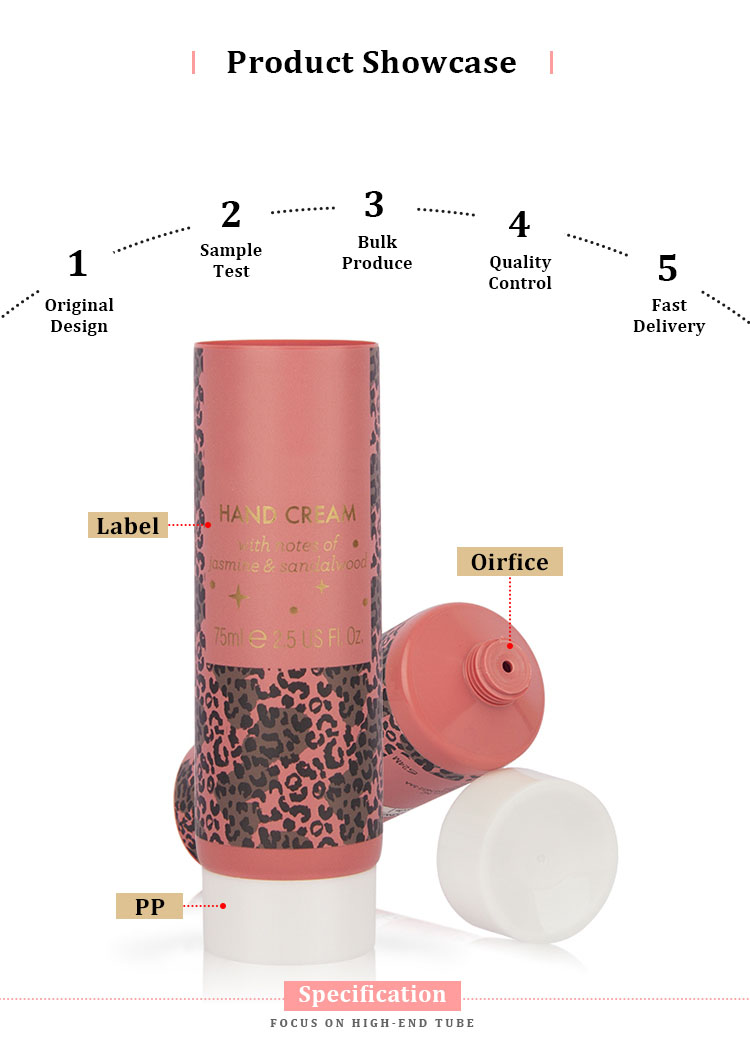 Product Showcase
1
Original
Design
2
Sample
Test
3
Bulk
Produce
4
Quality
Control
5
Fast
Delivery
HAND CREAM
with notes of
jasmine & sandalwood
75ml e 2.5 US Fl. Oz.
Label
Oirfice
24M
PP
Specification
FOCUS ON HIGH-END TUBE